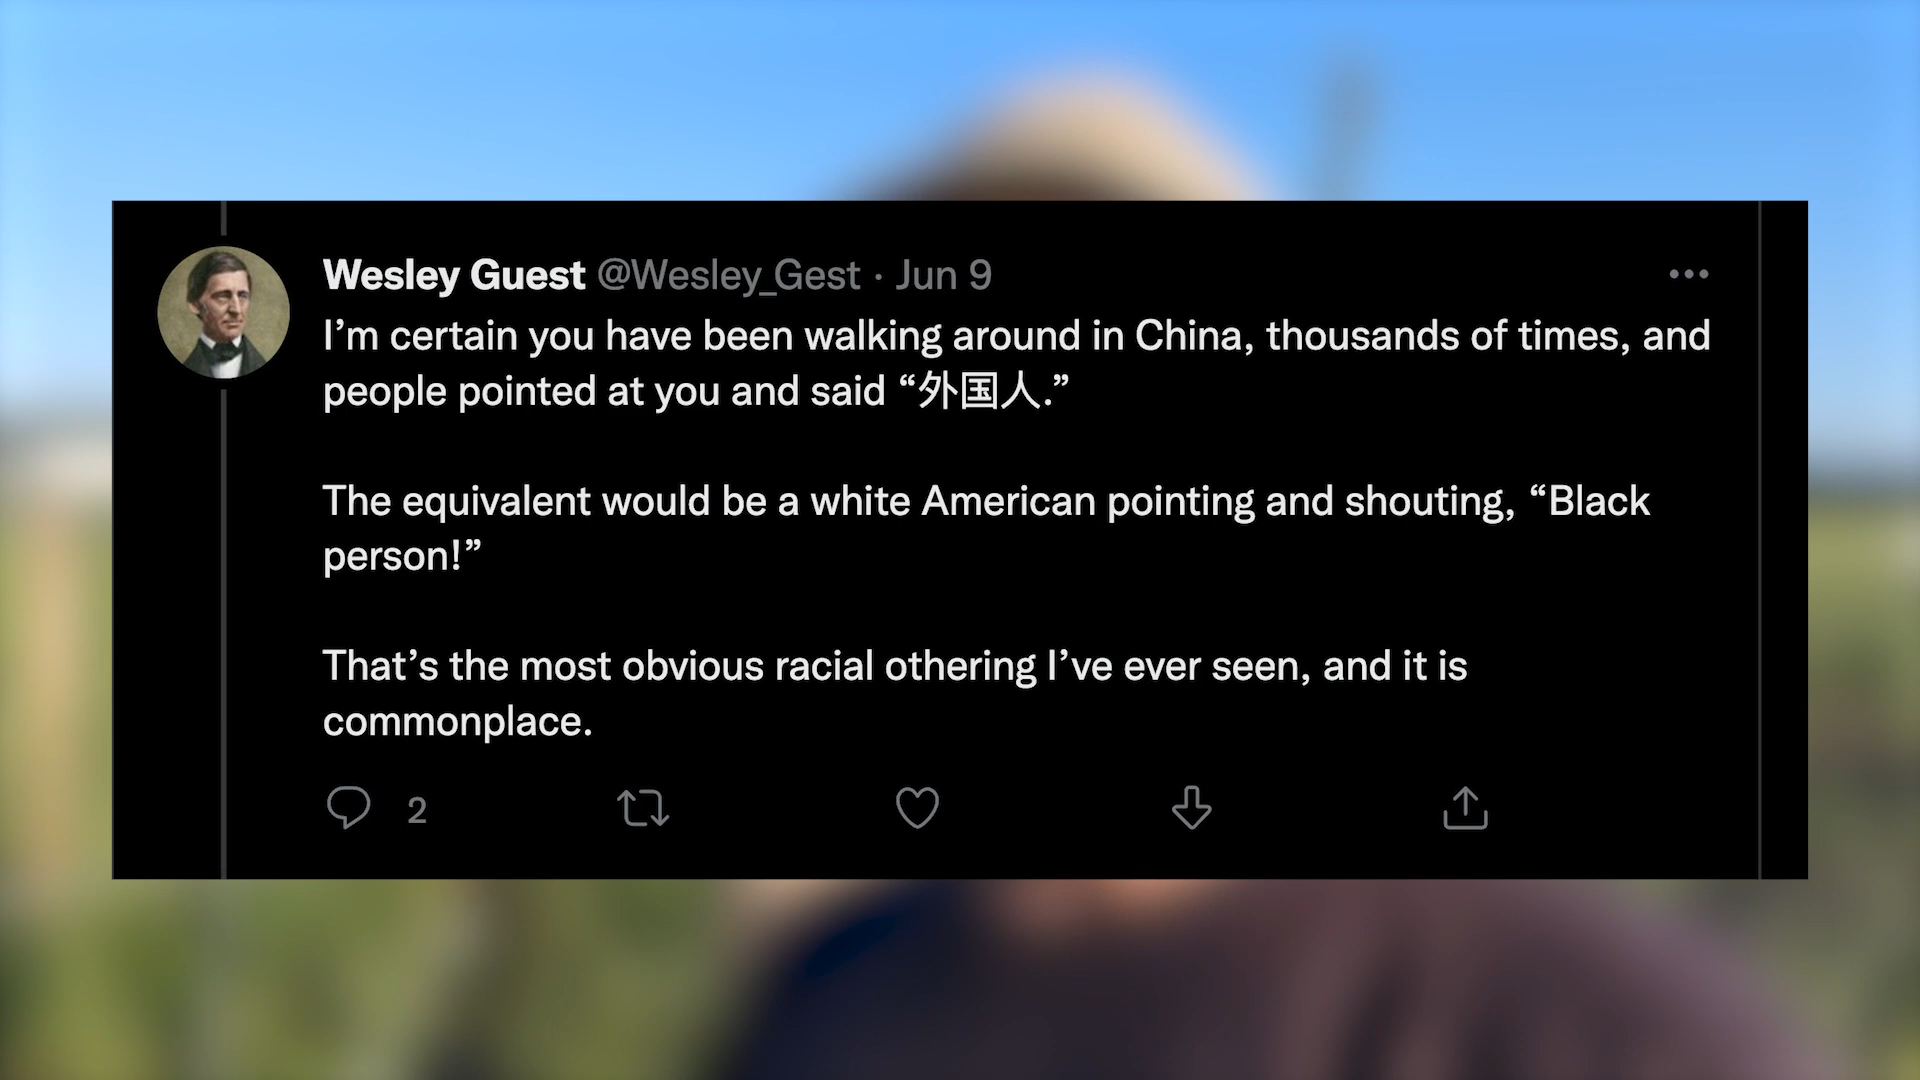 Wesley Guest @Wesley_Gest · Jun 9
I’m certain you have been walking around in China, thousands of times, and
people pointed at you and said “外国人.”
The equivalent would be a white American pointing and shouting, “Black
person!”
That’s the most obvious racial othering I’ve ever seen, and it is
commonplace.
2